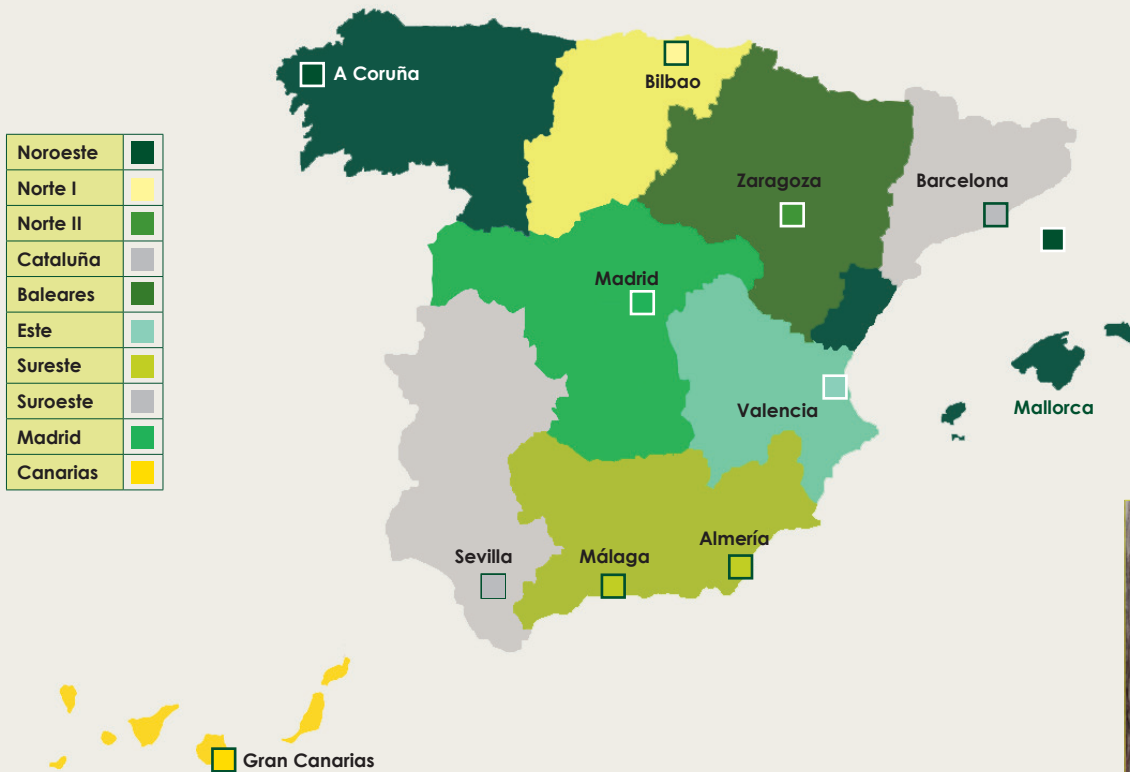 A Coruña
Bilbao
Noroeste
Norte I
Norte II
Cataluña
Baleares
Este
Sureste
Suroeste
Madrid
Canarias
Zaragoza
Barcelona
Madrid
Valencia
Mallorca
Sevilla
Málaga
Almería
Gran Canarias